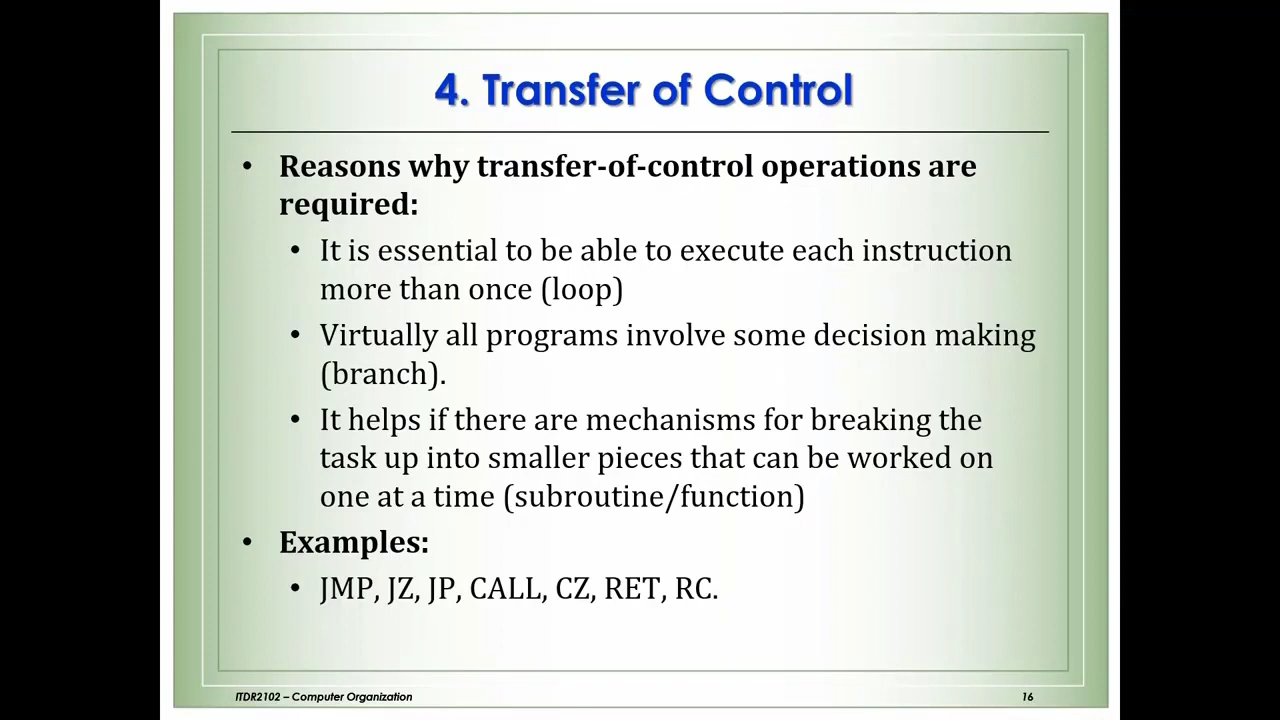 4. Transfer of Control
• Reasons why transfer-of-control operations are
required:
• It is essential to be able to execute each instruction
more than once (loop)
• Virtually all programs involve some decision making
(branch).
• It helps if there are mechanisms for breaking the
task up into smaller pieces that can be worked on
one at a time (subroutine/function)
• Examples:
• JMP, JZ, JP, CALL, CZ, RET, RC.
ITDR2102 – Computer Organization 16